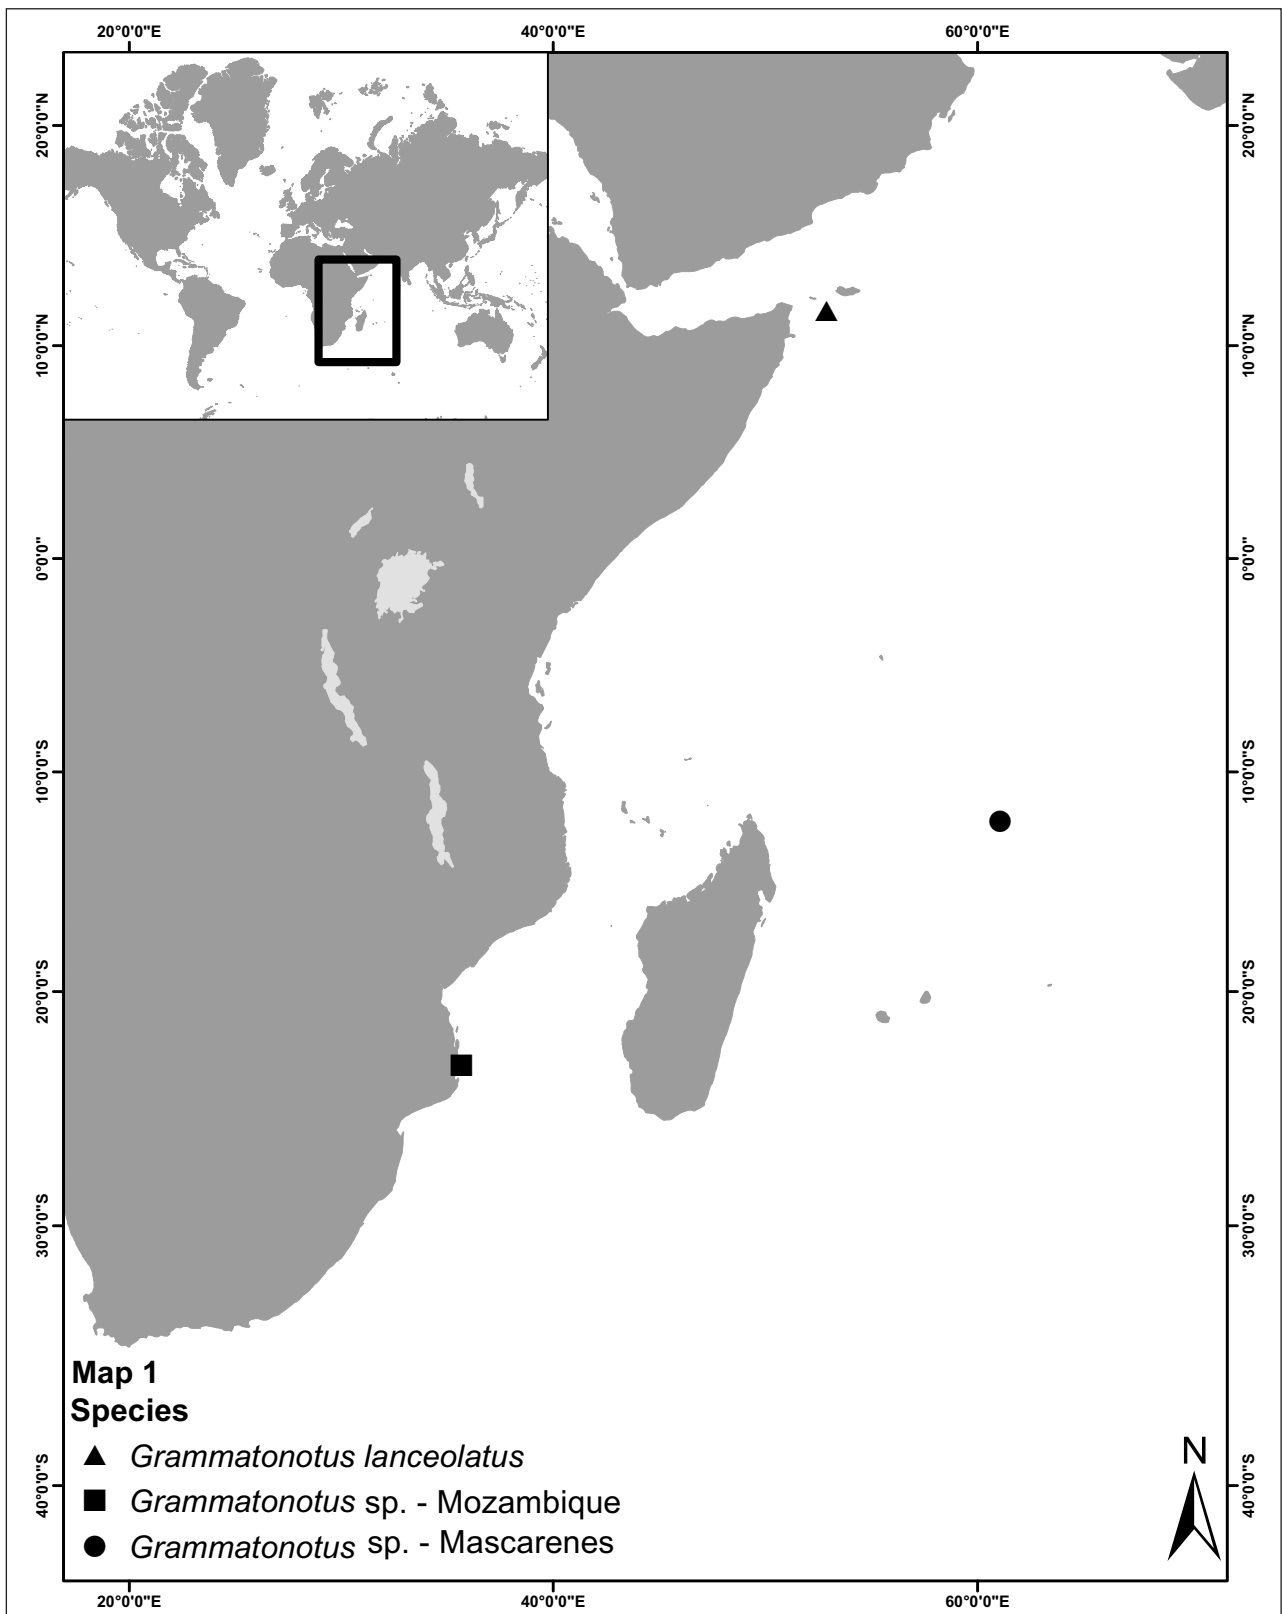 20°0'0"E 40°0'0"E 60°0'0"E
20°0'0"N 20°0'0"N
10°0'0"N 10°0'0"N
0°0'0" 0°0'0"
10°0'0"S 10°0'0"S
20°0'0"S 20°0'0"S
30°0'0"S 30°0'0"S
40°0'0"S 40°0'0"S
Map 1
Species
Grammatonotus lanceolatus
Grammatonotus sp. - Mozambique
Grammatonotus sp. - Mascarenes
N
20°0'0"E 40°0'0"E 60°0'0"E